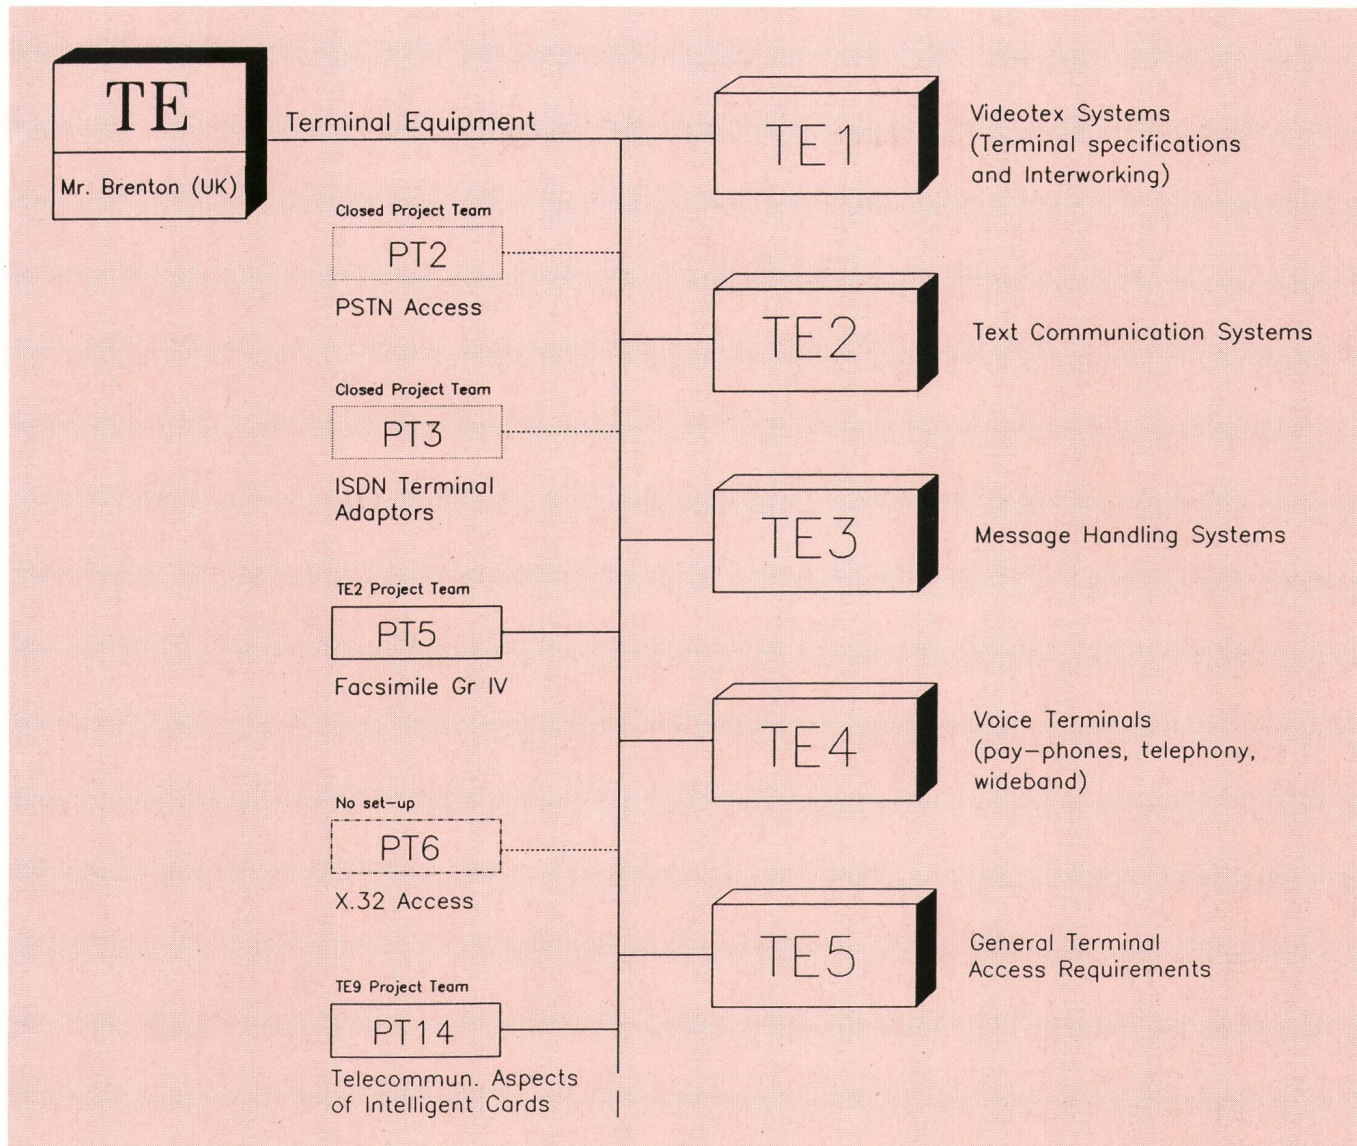 TE
Mr. Brenton (UK)
Terminal Equipment
TE1
Videotex Systems
(Terminal specifications
and Interworking)
Closed Project Team
PT2
PSTN Access
TE2
Text Communication Systems
Closed Project Team
PT3
ISDN Terminal
Adaptors
TE3
Message Handling Systems
TE2 Project Team
PT5
Facsimile Gr IV
TE4
Voice Terminals
(pay-phones, telephony,
wideband)
No set-up
PT6
X.32 Access
TE5
General Terminal
Access Requirements
TE9 Project Team
PT14
Telecommun. Aspects
of Intelligent Cards